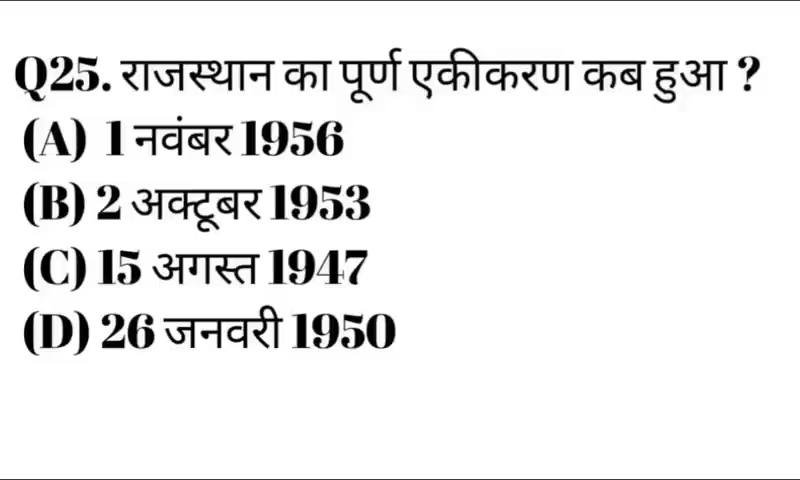 Q25. राजस्थान का पूर्ण एकीकरण कब हुआ ?
(A) 1 नवंबर 1956
(B) 2 अक्टूबर 1953
(C) 15 अगस्त 1947
(D) 26 जनवरी 1950